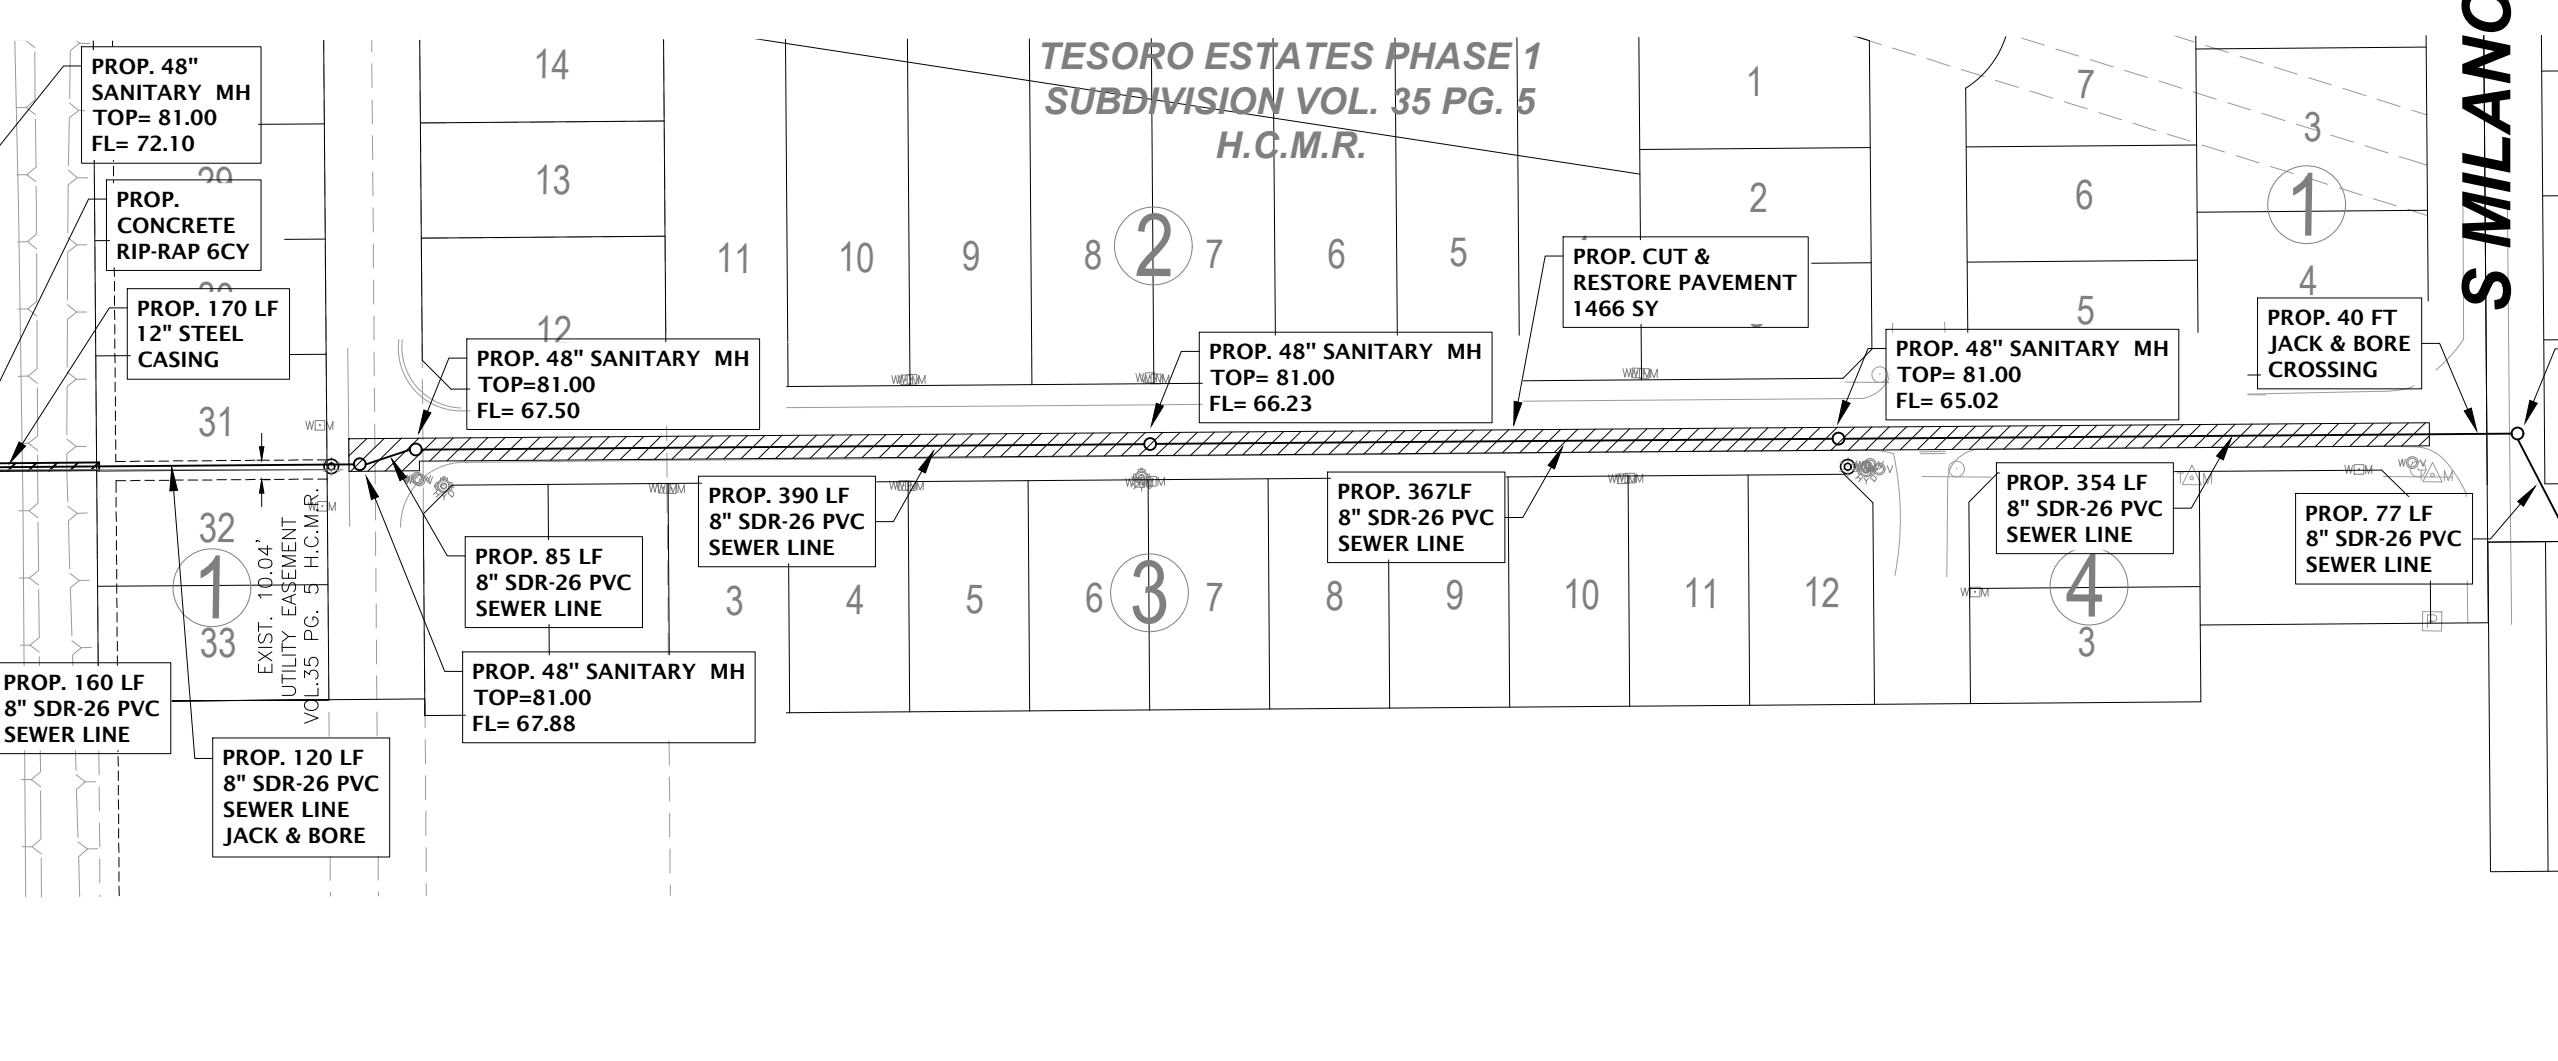 TESORO ESTATES PHASE 1
SUBDIVISION VOL. 35 PG. 5
H.C.M.R.
S MILANO
PROP. 48"
SANITARY MH
TOP= 81.00
FL= 72.10
PROP.
CONCRETE
RIP-RAP 6CY
PROP. 170 LF
12" STEEL
CASING
PROP. 48" SANITARY MH
TOP=81.00
FL= 67.50
PROP. 48" SANITARY MH
TOP= 81.00
FL= 66.23
PROP. CUT &
RESTORE PAVEMENT
1466 SY
PROP. 48" SANITARY MH
TOP= 81.00
FL= 65.02
PROP. 40 FT
JACK & BORE
CROSSING
14
13
12
11
10
9
8
2
7
6
5
1
2
7
6
5
3
1
4
29
30
31
32
1
33
EXIST. 10.04'
UTILITY EASEMENT
VOL.35 PG. 5 H.C.M.R.
PROP. 160 LF
8" SDR-26 PVC
SEWER LINE
PROP. 120 LF
8" SDR-26 PVC
SEWER LINE
JACK & BORE
PROP. 85 LF
8" SDR-26 PVC
SEWER LINE
PROP. 48" SANITARY MH
TOP=81.00
FL= 67.88
PROP. 390 LF
8" SDR-26 PVC
SEWER LINE
PROP. 367LF
8" SDR-26 PVC
SEWER LINE
PROP. 354 LF
8" SDR-26 PVC
SEWER LINE
PROP. 77 LF
8" SDR-26 PVC
SEWER LINE
3
4
5
6
3
7
8
9
10
11
12
4
3